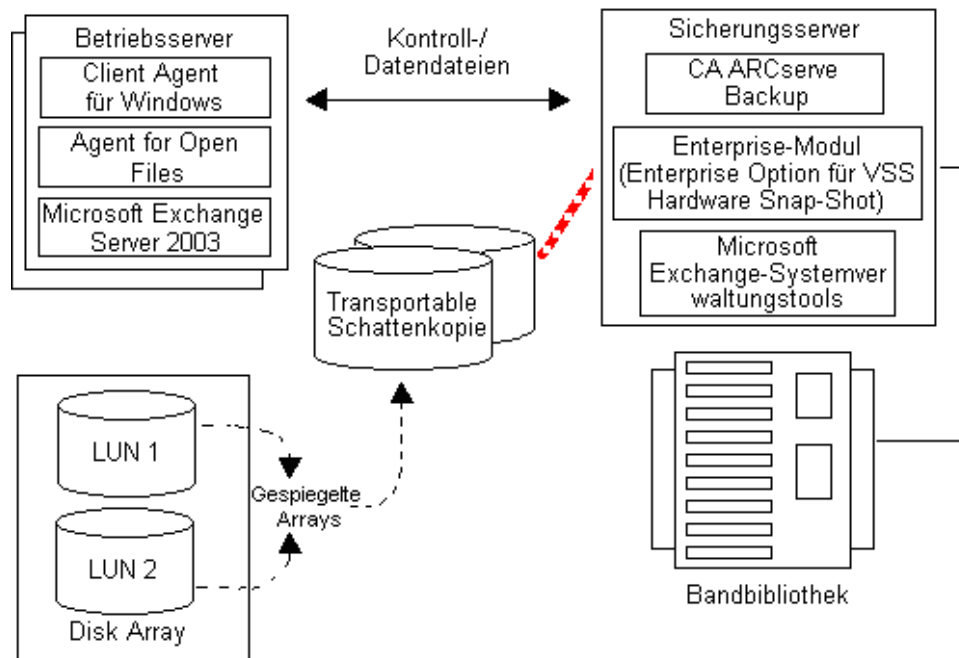 Betriebsserver
Client Agent
für Windows
Agent for Open
Files
Microsoft Exchange
Server 2003
Kontroll-/
Datendateien
Sicherungsserver
CA ARCserve
Backup
Enterprise-Modul
(Enterprise Option für VSS
Hardware Snap-Shot)
Microsoft
Exchange-Systemver
waltungstools
Transportable
Schattenkopie
LUN 1
LUN 2
Disk Array
Gespiegelte
Arrays
Bandbibliothek